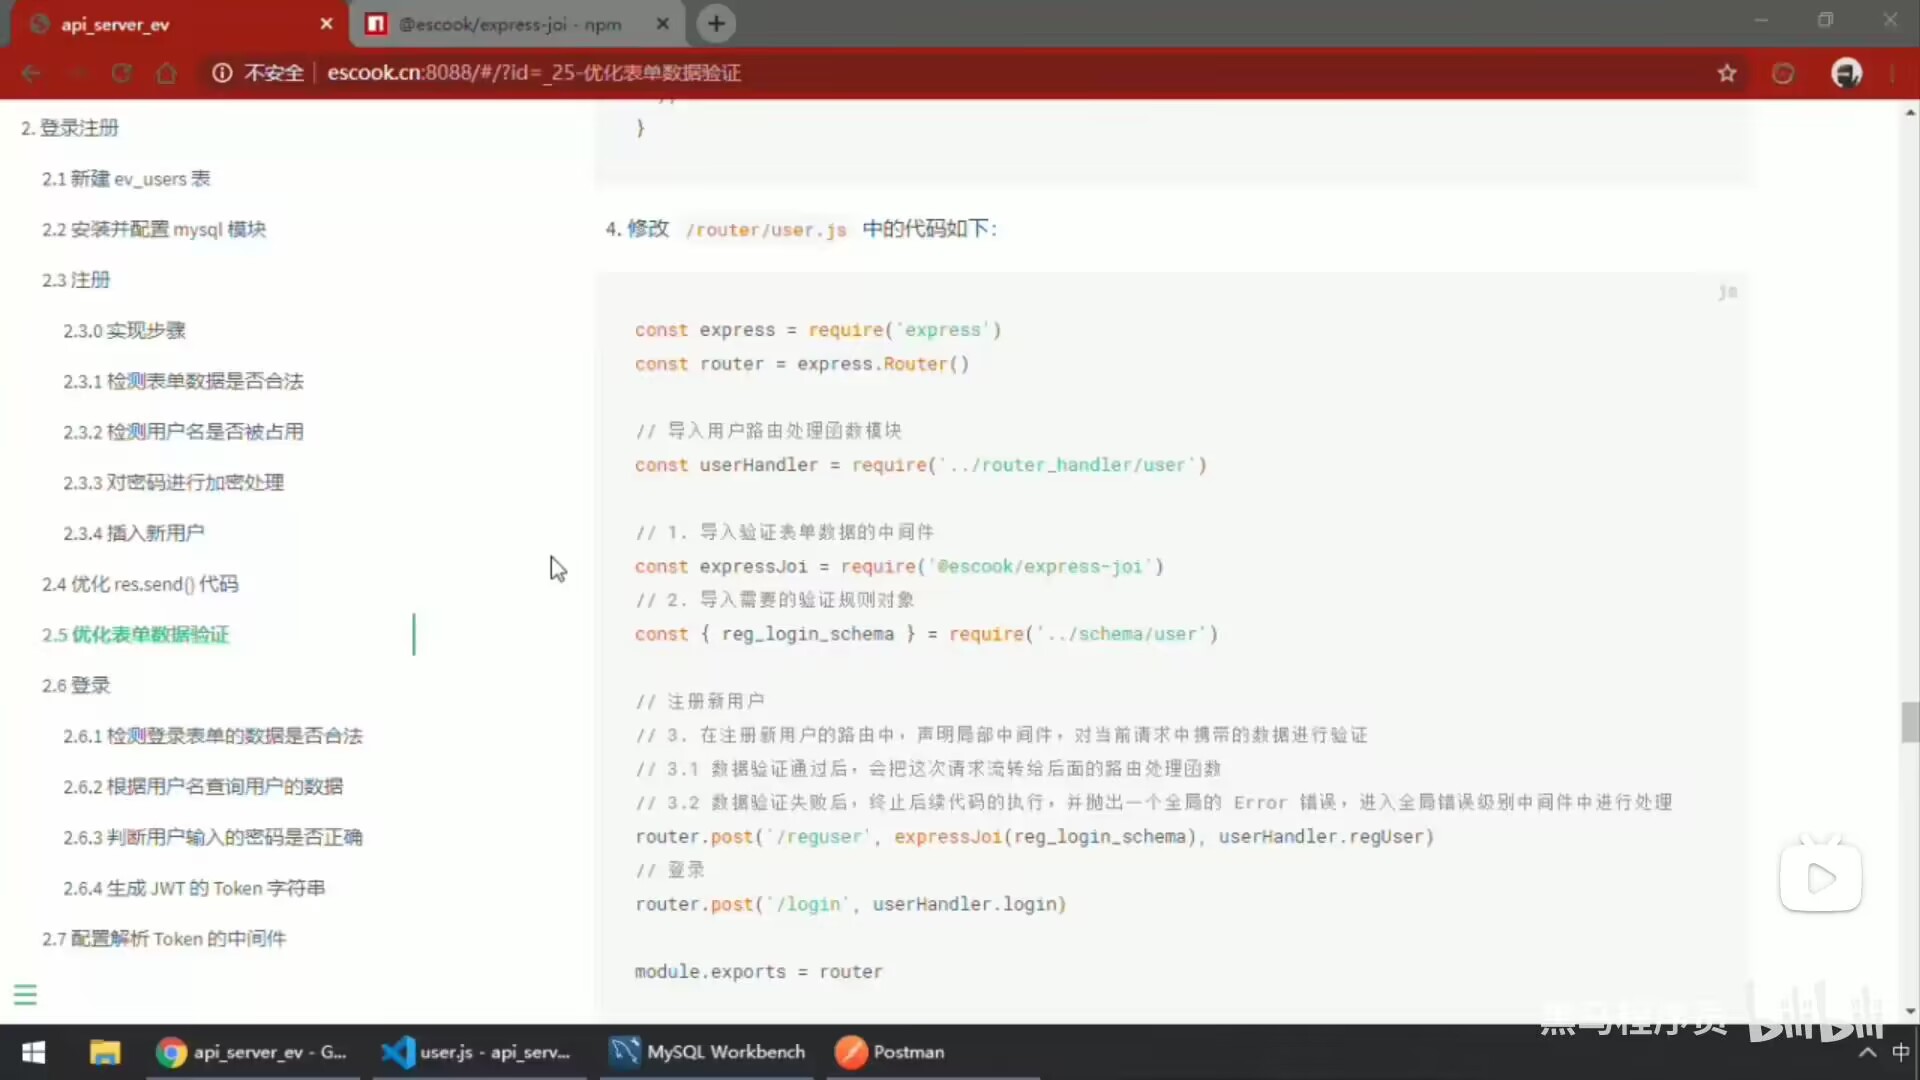 api_server_ev
@escook/express-joi - npm
不安全 escook.cn:8088/#/?id=_25-优化表单数据验证
2. 登录注册
2.1 新建 ev_users 表
2.2 安装并配置 mysql 模块
2.3 注册
2.3.0 实现步骤
2.3.1 检测表单数据是否合法
2.3.2 检测用户名是否被占用
2.3.3 对密码进行加密处理
2.3.4 插入新用户
2.4 优化 res.send() 代码
2.5 优化表单数据验证
2.6 登录
2.6.1 检测登录表单的数据是否合法
2.6.2 根据用户名查询用户的数据
2.6.3 判断用户输入的密码是否正确
2.6.4 生成 JWT 的 Token 字符串
2.7 配置解析 Token 的中间件
}
4. 修改 /router/user.js 中的代码如下：
js
const express = require('express')
const router = express.Router()
// 导入用户路由处理函数模块
const userHandler = require('../router_handler/user')
// 1. 导入验证表单数据的中间件
const expressJoi = require('@escook/express-joi')
// 2. 导入需要的验证规则对象
const { reg_login_schema } = require('../schema/user')
// 注册新用户
// 3. 在注册新用户的路由中，声明局部中间件，对当前请求中携带的数据进行验证
// 3.1 数据验证通过后，会把这次请求流转给后面的路由处理函数
// 3.2 数据验证失败后，终止后续代码的执行，并抛出一个全局的 Error 错误，进入全局错误级别中间件中进行处理
router.post('/reguser', expressJoi(reg_login_schema), userHandler.regUser)
// 登录
router.post('/login', userHandler.login)
module.exports = router
黑马程序员 bilibili
api_server_ev - G...
user.js - api_serv...
MySQL Workbench
Postman
中